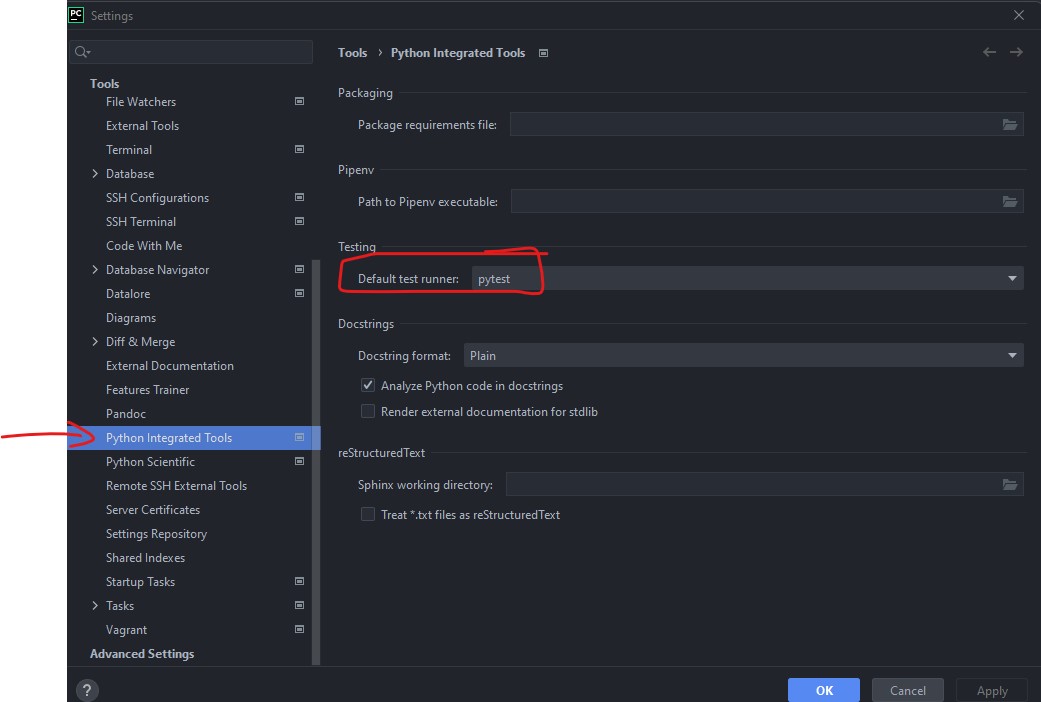 PC Settings
Tools › Python Integrated Tools
Tools
File Watchers
External Tools
Terminal
Database
SSH Configurations
SSH Terminal
Code With Me
Database Navigator
Datalore
Diagrams
Diff & Merge
External Documentation
Features Trainer
Pandoc
Python Integrated Tools
Python Scientific
Remote SSH External Tools
Server Certificates
Settings Repository
Shared Indexes
Startup Tasks
Tasks
Vagrant
Advanced Settings
Packaging
Package requirements file:
Pipenv
Path to Pipenv executable:
Testing
Default test runner: pytest
Docstrings
Docstring format: Plain
Analyze Python code in docstrings
Render external documentation for stdlib
reStructuredText
Sphinx working directory:
Treat *.txt files as reStructuredText
? OK Cancel Apply